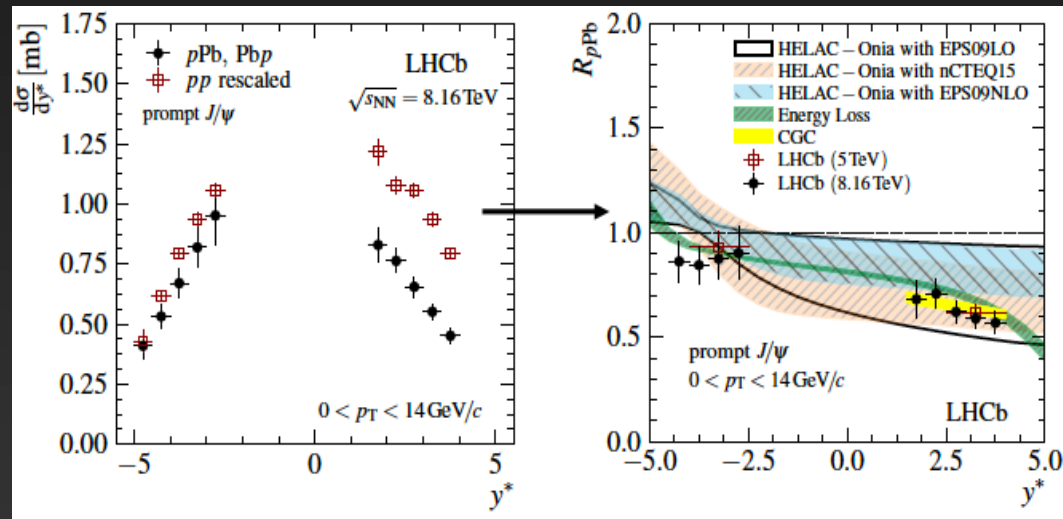 dσ/dy* [mb]
1.75
1.50
1.25
1.00
0.75
0.50
0.25
0.00
pPb, Pbp
pp rescaled
prompt J/ψ
LHCb
√sNN = 8.16 TeV
0 < pT < 14 GeV/c
−5
0
5
y*
RpPb
2.0
1.5
1.0
0.5
0.0
HELAC − Onia with EPS09LO
HELAC − Onia with nCTEQ15
HELAC − Onia with EPS09NLO
Energy Loss
CGC
LHCb (5 TeV)
LHCb (8.16 TeV)
prompt J/ψ
0 < pT < 14 GeV/c
LHCb
−5.0
−2.5
0.0
2.5
5.0
y*